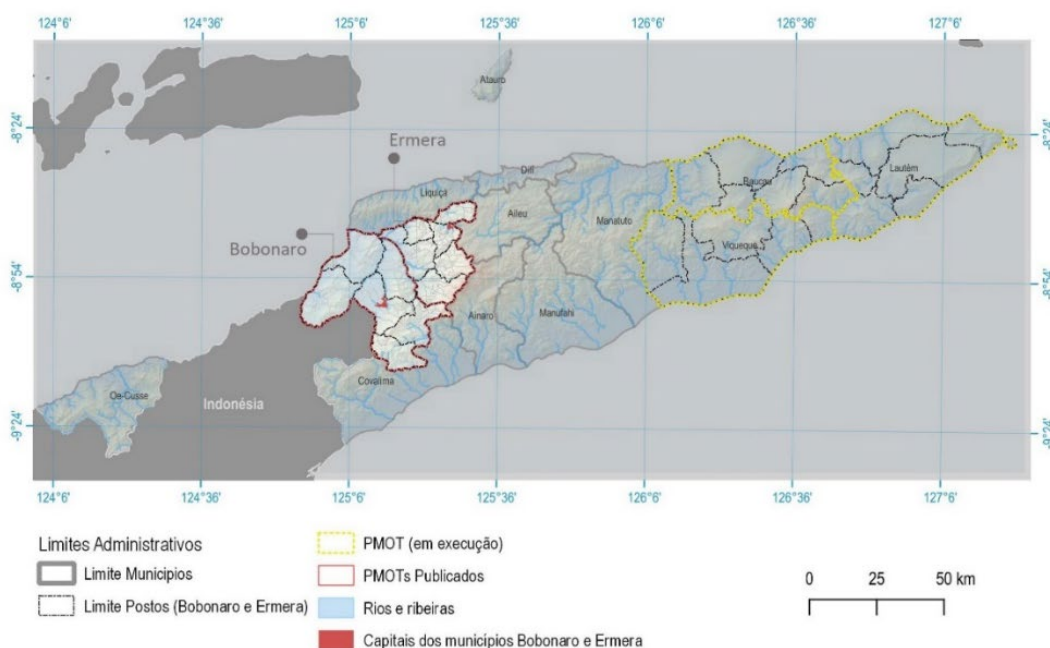 124°6' 124°36' 125°6' 125°36' 126°6' 126°36' 127°6'
Atauro
-8°24' -8°24'
Ermera
Lautém
Dili
Baucau
Liquiça
Aileu
Manatuto
Bobonaro
Viqueque
-8°54' -8°54'
Ainaro
Manufahi
Covalima
Oe-Cusse
Indonésia
-9°24' -9°24'
124°6' 124°36' 125°6' 125°36' 126°6' 126°36' 127°6'
Limites Administrativos
Limite Municipios
Limite Postos (Bobonaro e Ermera)
PMOT (em execução)
PMOTs Publicados
Rios e ribeiras
Capitais dos municípios Bobonaro e Ermera
0 25 50 km